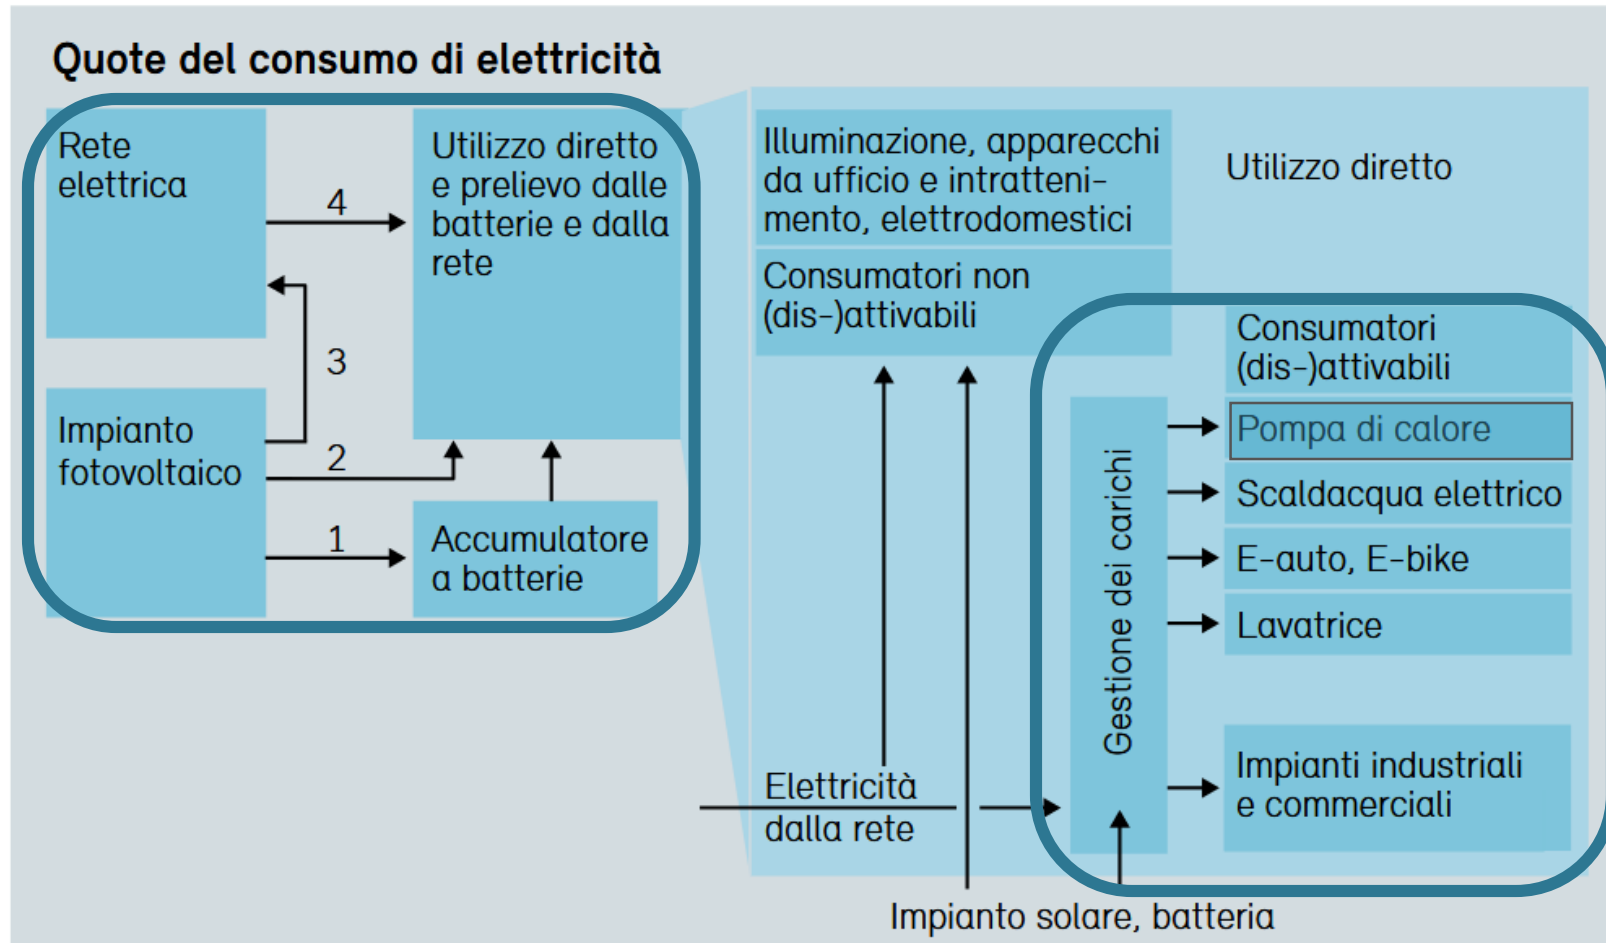 Quote del consumo di elettricità
Rete
elettrica
4
Utilizzo diretto
e prelievo dalle
batterie e dalla
rete
3
Impianto
fotovoltaico
2
1
Accumulatore
a batterie
Illuminazione, apparecchi
da ufficio e intratteni-
mento, elettrodomestici
Consumatori non
(dis-)attivabili
Utilizzo diretto
Consumatori
(dis-)attivabili
Pompa di calore
Scaldacqua elettrico
E-auto, E-bike
Lavatrice
Gestione dei carichi
Impianti industriali
e commerciali
Elettricità
dalla rete
Impianto solare, batteria